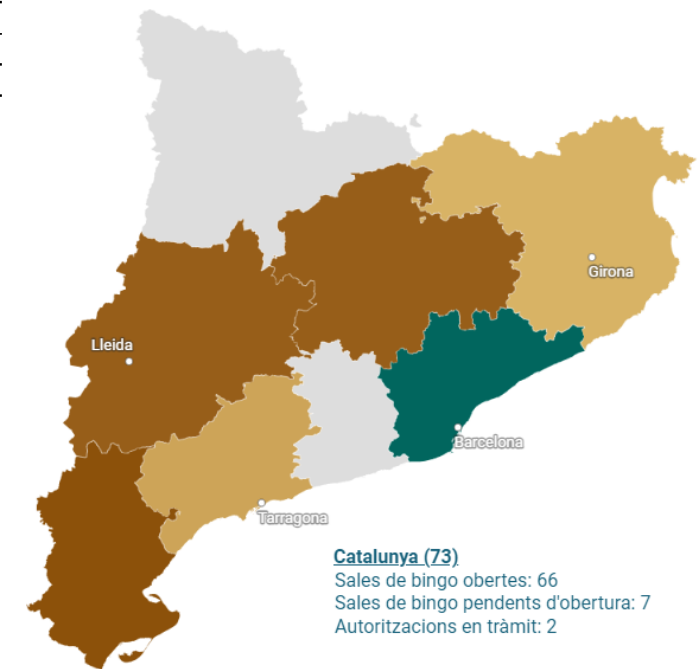 Girona
Lleida
Barcelona
Tarragona
Catalunya (73)
Sales de bingo obertes: 66
Sales de bingo pendents d'obertura: 7
Autoritzacions en tràmit: 2